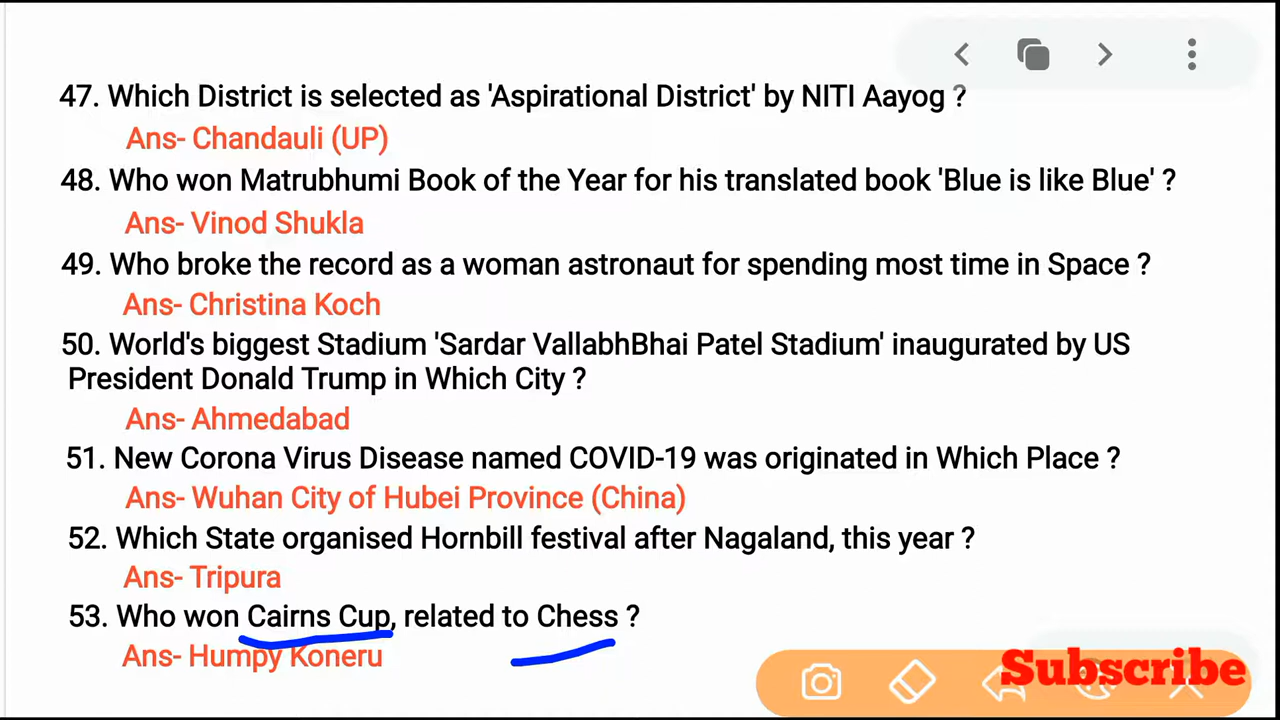 47. Which District is selected as 'Aspirational District' by NITI Aayog ?
Ans- Chandauli (UP)
48. Who won Matrubhumi Book of the Year for his translated book 'Blue is like Blue' ?
Ans- Vinod Shukla
49. Who broke the record as a woman astronaut for spending most time in Space ?
Ans- Christina Koch
50. World's biggest Stadium 'Sardar VallabhBhai Patel Stadium' inaugurated by US
President Donald Trump in Which City ?
Ans- Ahmedabad
51. New Corona Virus Disease named COVID-19 was originated in Which Place ?
Ans- Wuhan City of Hubei Province (China)
52. Which State organised Hornbill festival after Nagaland, this year ?
Ans- Tripura
53. Who won Cairns Cup, related to Chess ?
Ans- Humpy Koneru
Subscribe